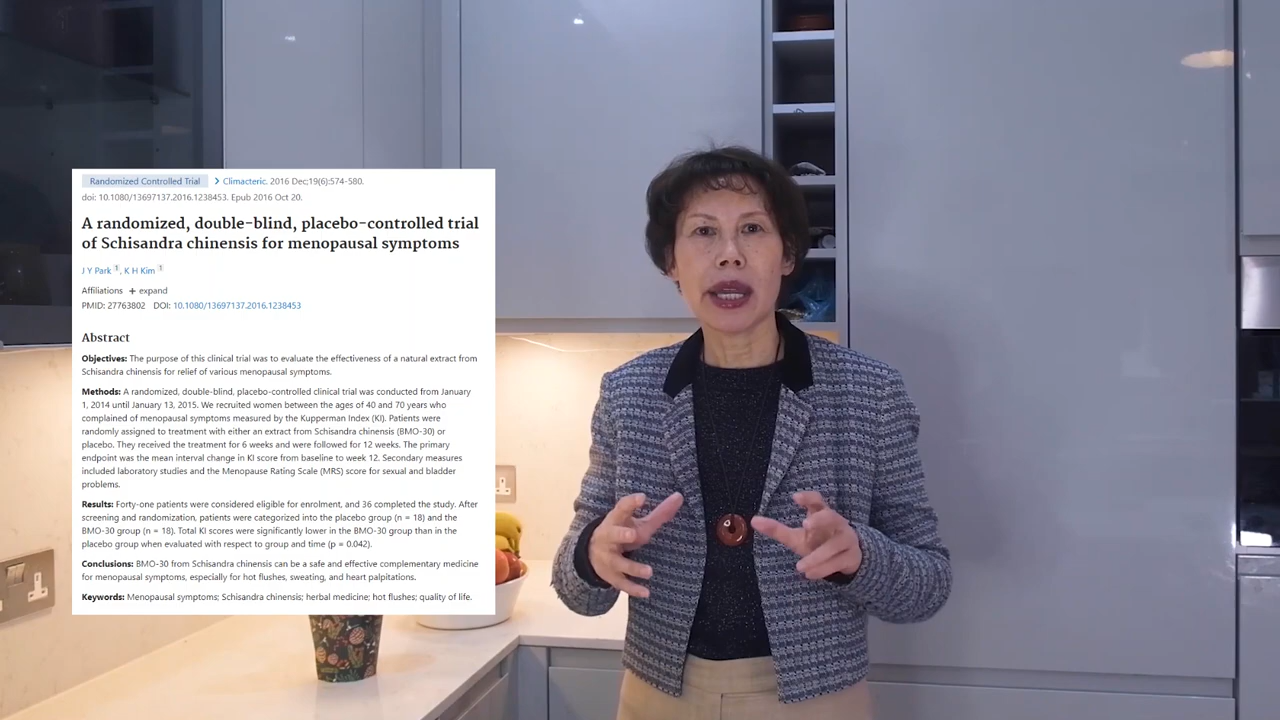 Randomized Controlled Trial > Climacteric. 2016 Dec;19(6):574-580.
doi: 10.1080/13697137.2016.1238453. Epub 2016 Oct 20.
A randomized, double-blind, placebo-controlled trial
of Schisandra chinensis for menopausal symptoms
J Y Park 1, K H Kim 1
Affiliations + expand
PMID: 27763802 DOI: 10.1080/13697137.2016.1238453
Abstract
Objectives: The purpose of this clinical trial was to evaluate the effectiveness of a natural extract from
Schisandra chinensis for relief of various menopausal symptoms.
Methods: A randomized, double-blind, placebo-controlled clinical trial was conducted from January
1, 2014 until January 13, 2015. We recruited women between the ages of 40 and 70 years who
complained of menopausal symptoms measured by the Kupperman Index (KI). Patients were
randomly assigned to treatment with either an extract from Schisandra chinensis (BMO-30) or
placebo. They received the treatment for 6 weeks and were followed for 12 weeks. The primary
endpoint was the mean interval change in KI score from baseline to week 12. Secondary measures
included laboratory studies and the Menopause Rating Scale (MRS) score for sexual and bladder
problems.
Results: Forty-one patients were considered eligible for enrolment, and 36 completed the study. After
screening and randomization, patients were categorized into the placebo group (n = 18) and the
BMO-30 group (n = 18). Total KI scores were significantly lower in the BMO-30 group than in the
placebo group when evaluated with respect to group and time (p = 0.042).
Conclusions: BMO-30 from Schisandra chinensis can be a safe and effective complementary medicine
for menopausal symptoms, especially for hot flushes, sweating, and heart palpitations.
Keywords: Menopausal symptoms; Schisandra chinensis; herbal medicine; hot flushes; quality of life.